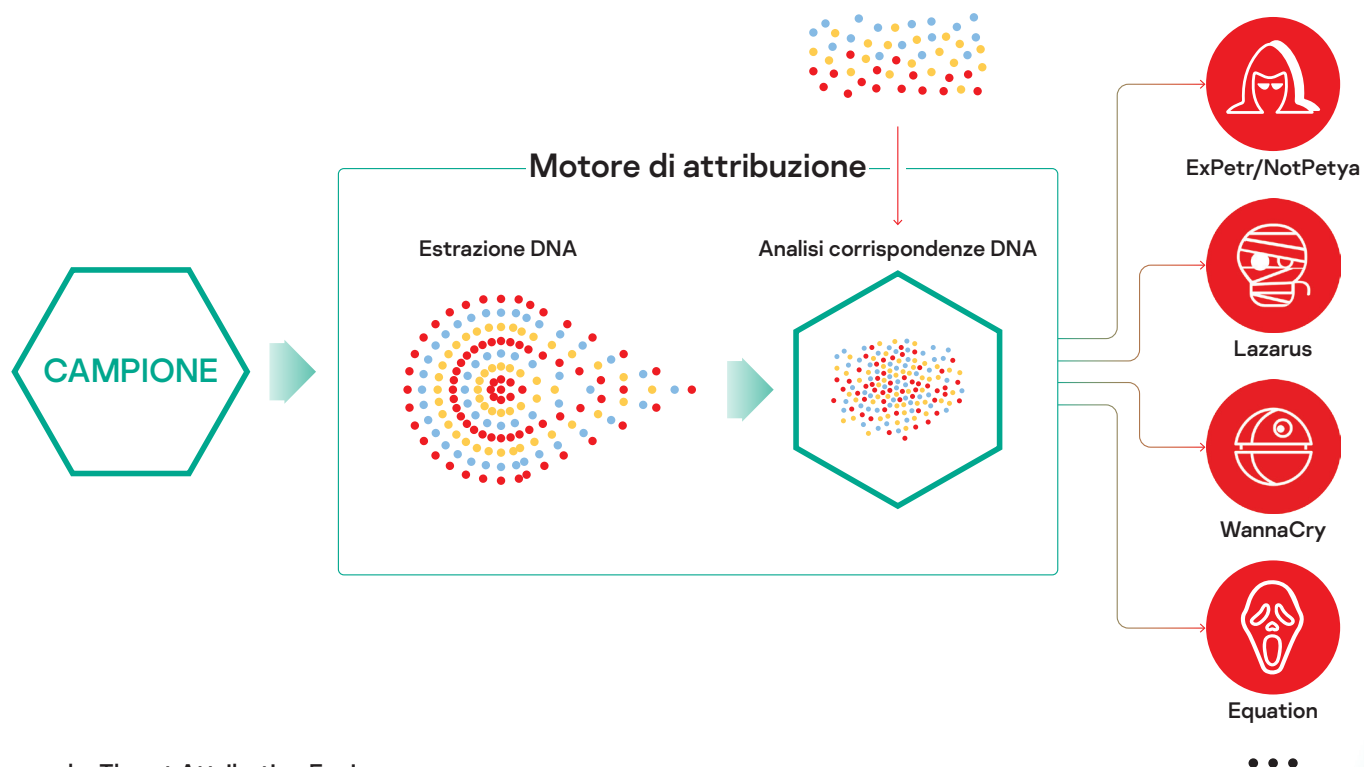 Motore di attribuzione
Estrazione DNA
Analisi corrispondenze DNA
CAMPIONE
ExPetr/NotPetya
Lazarus
WannaCry
Equation